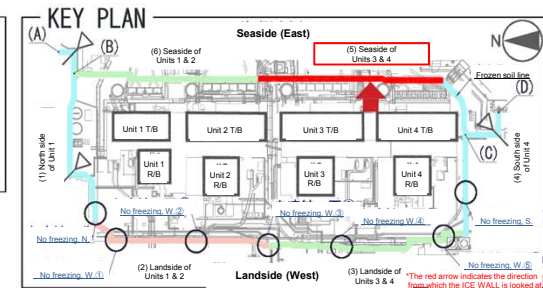 KEY PLAN
Seaside (East)
N
(A)
(B)
(6) Seaside of
Units 1 & 2
(5) Seaside of
Units 3 & 4
Frozen soil line
(D)
(1) North side
of Unit 1
Unit 1 T/B
Unit 2 T/B
Unit 3 T/B
Unit 4 T/B
(C)
(4) South side
of Unit 4
Unit 1
R/B
Unit 2
R/B
Unit 3
R/B
Unit 4
R/B
No freezing, W.②
No freezing, W.③
No freezing, W.④
No freezing, S.
No freezing, N.
No freezing, W.①
(2) Landside of
Units 1 & 2
Landside (West)
(3) Landside of
Units 3 & 4
No freezing, W.⑤
*The red arrow indicates the direction
from which the ICE WALL is looked at.